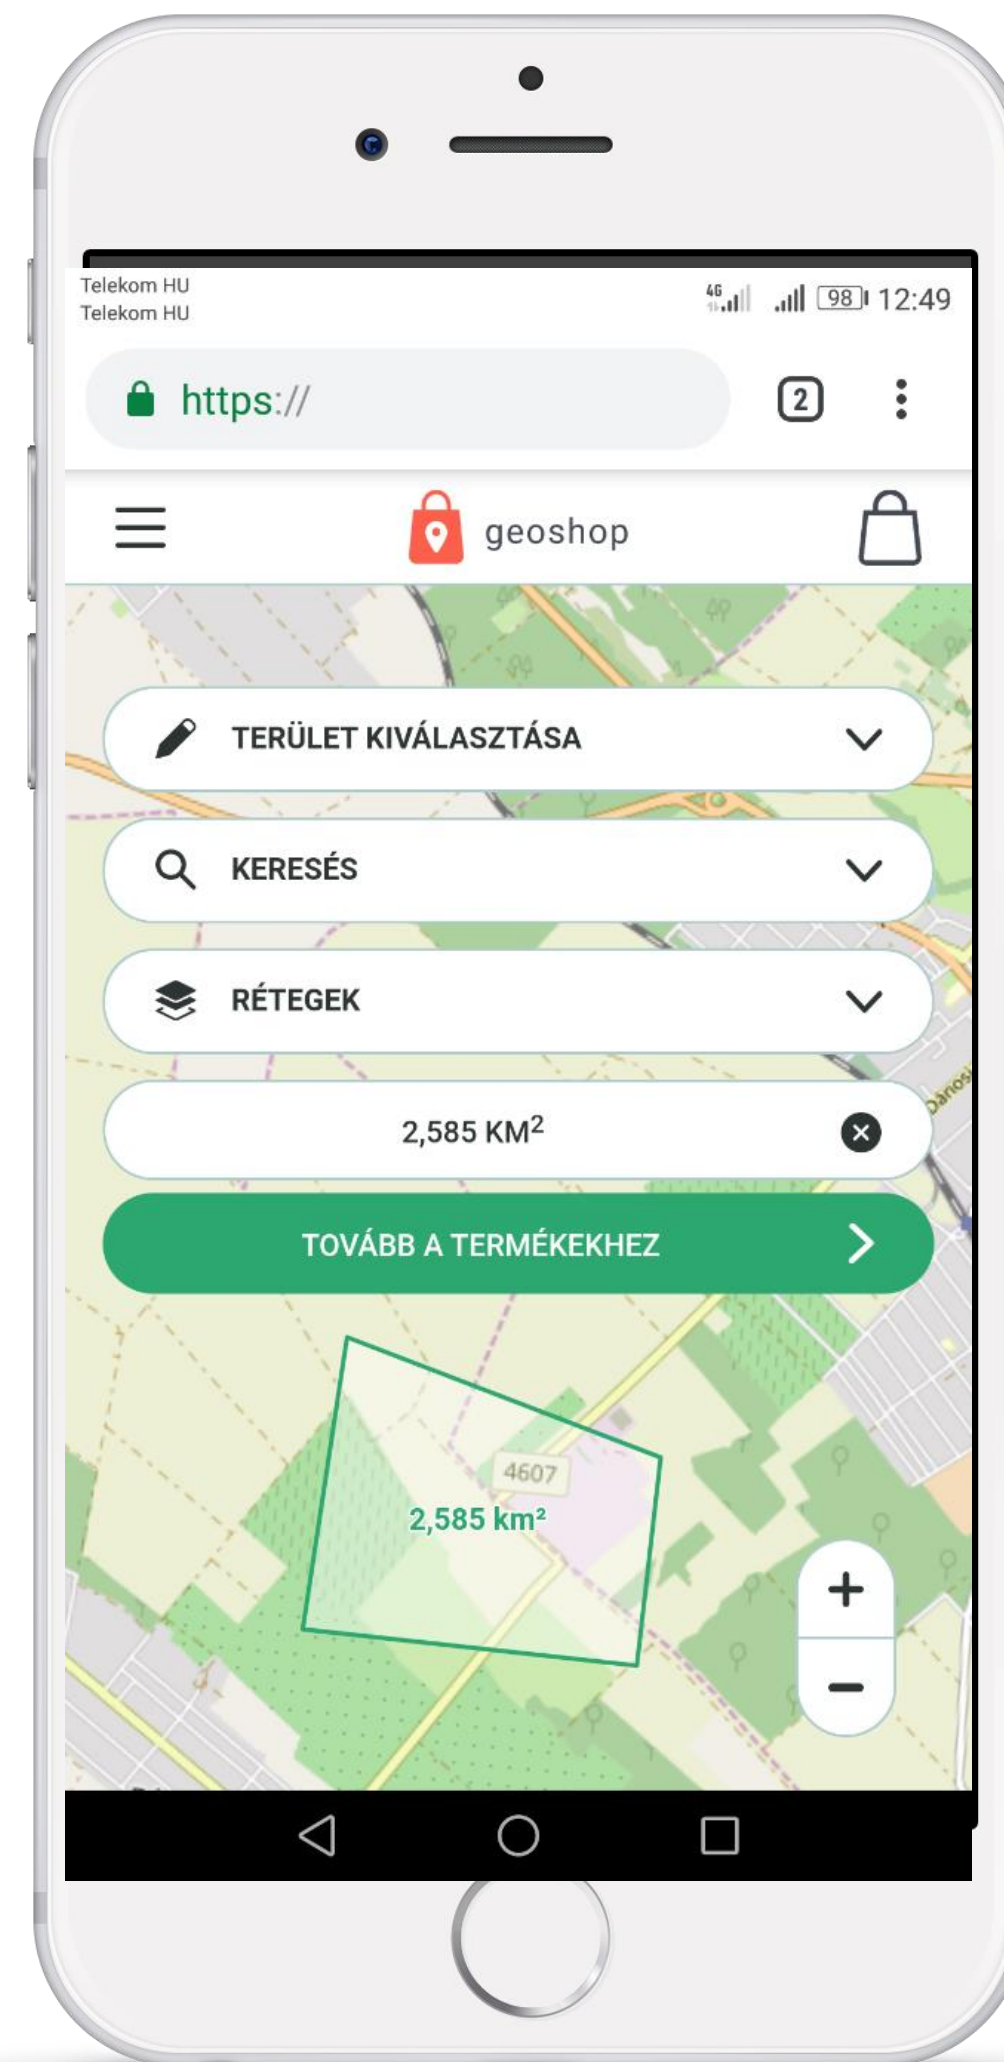 Telekom HU
Telekom HU
4G 98 12:49
https://
2
geoshop
TERÜLET KIVÁLASZTÁSA
KERESÉS
RÉTEGEK
2,585 KM²
TOVÁBB A TERMÉKEKHEZ
4607
2,585 km²
+
−